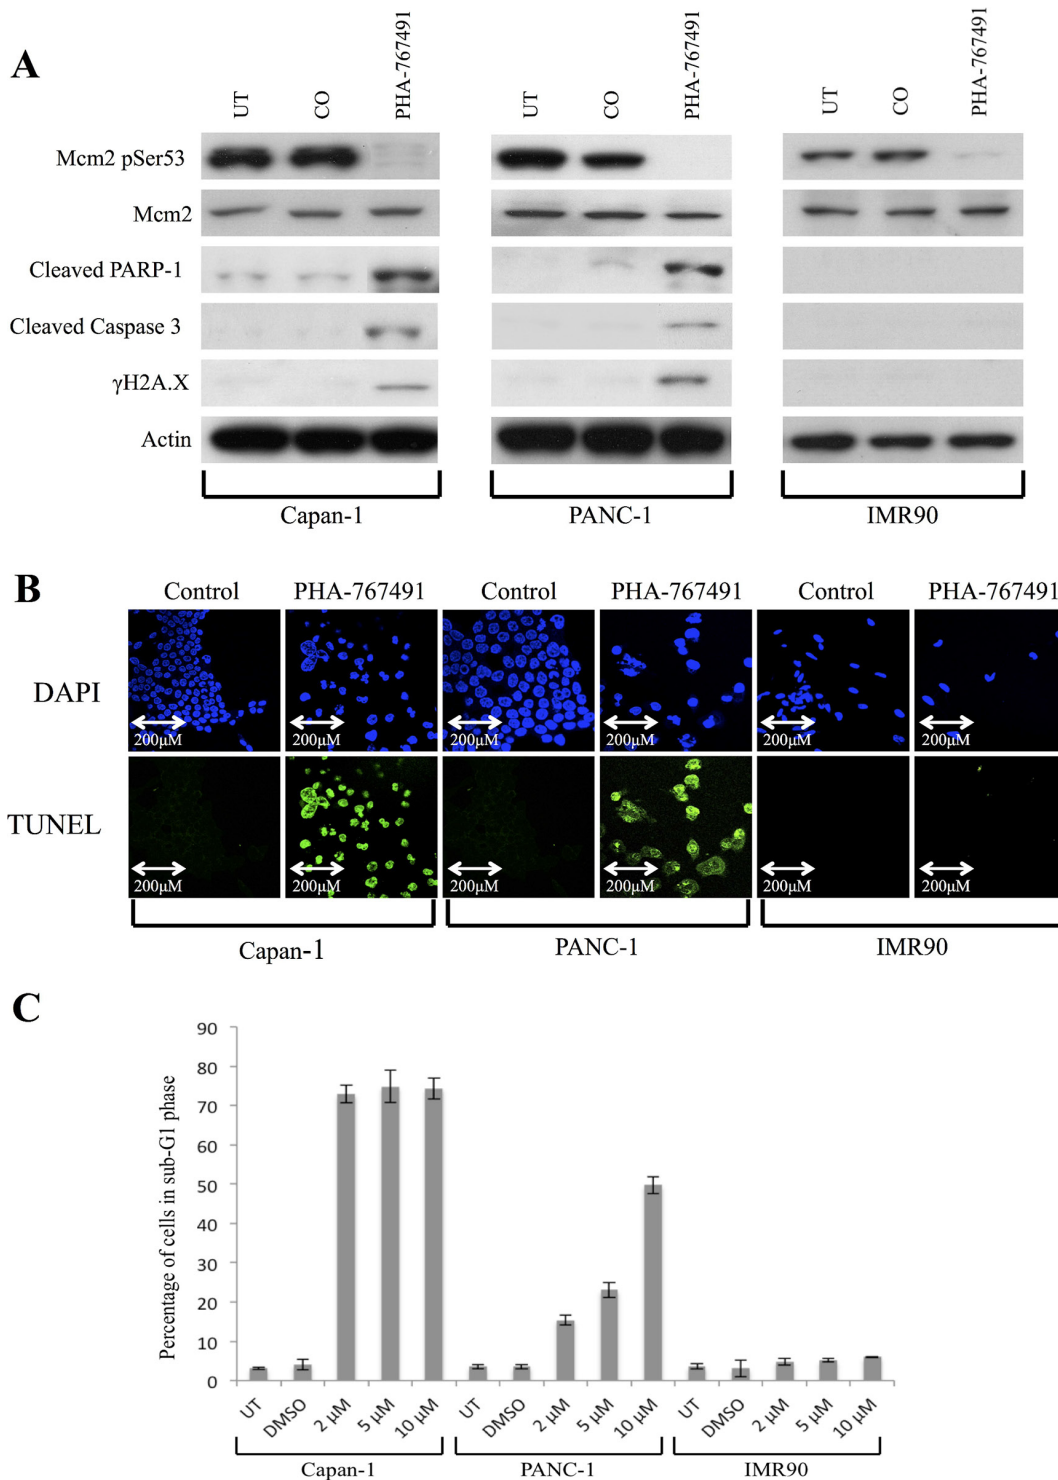 A
UT CO PHA-767491 UT CO PHA-767491 UT CO PHA-767491
Mcm2 pSer53
Mcm2
Cleaved PARP-1
Cleaved Caspase 3
γH2A.X
Actin
Capan-1 PANC-1 IMR90
B
Control PHA-767491 Control PHA-767491 Control PHA-767491
DAPI
200μM 200μM 200μM 200μM 200μM 200μM
TUNEL
200μM 200μM 200μM 200μM 200μM 200μM
Capan-1 PANC-1 IMR90
C
Percentage of cells in sub-G1 phase
90
80
70
60
50
40
30
20
10
0
UT DMSO 2 μM 5 μM 10 μM UT DMSO 2 μM 5 μM 10 μM UT DMSO 2 μM 5 μM 10 μM
Capan-1 PANC-1 IMR90